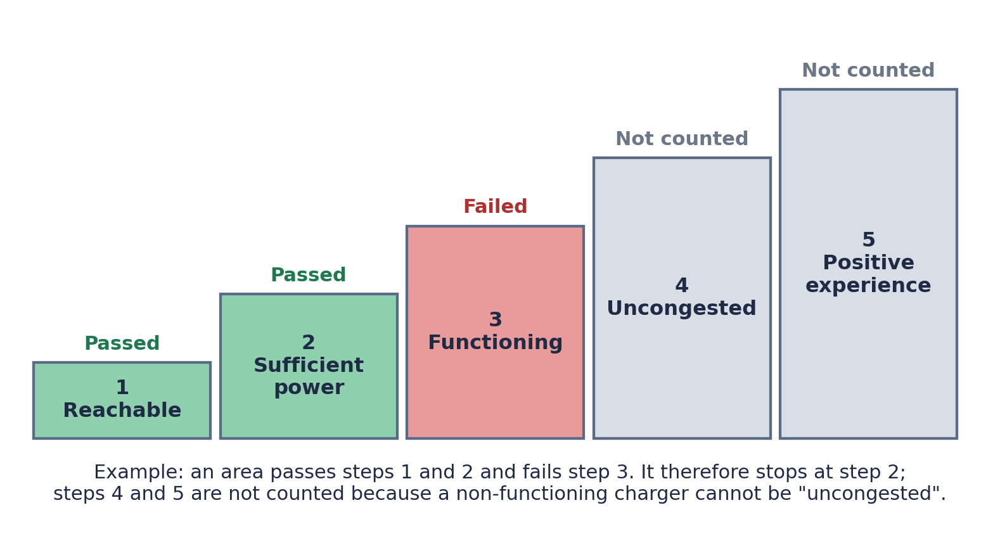 Passed
1
Reachable
Passed
2
Sufficient
power
Failed
3
Functioning
Not counted
4
Uncongested
Not counted
5
Positive
experience
Example: an area passes steps 1 and 2 and fails step 3. It therefore stops at step 2;
steps 4 and 5 are not counted because a non-functioning charger cannot be "uncongested".